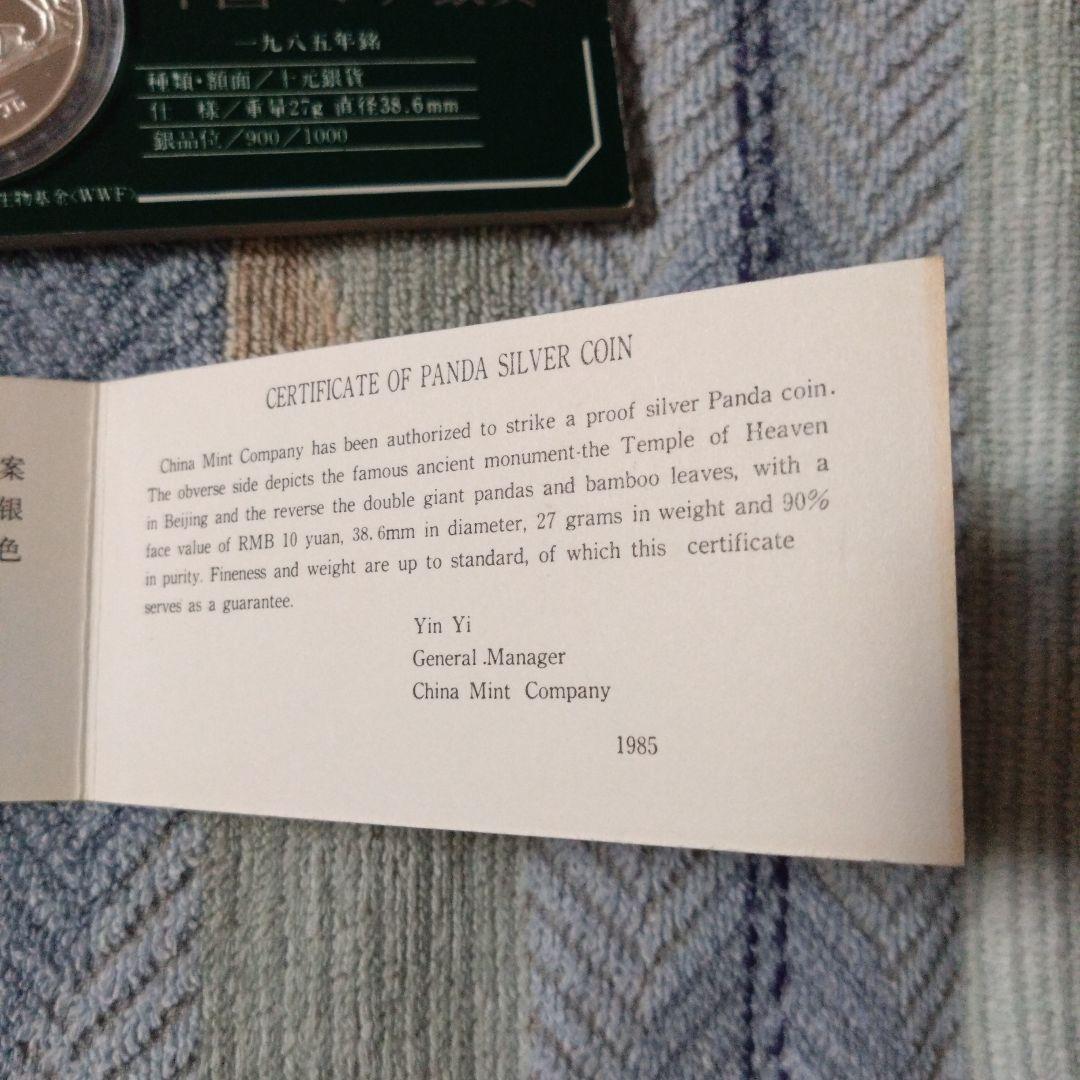 元
一九八五年銘
種類・額面／十元銀貨
仕 様／重量27g 直径38.6mm
銀品位／900／1000
生物基金〈WWF〉
案
銀
色
CERTIFICATE OF PANDA SILVER COIN
China Mint Company has been authorized to strike a proof silver Panda coin.
The obverse side depicts the famous ancient monument-the Temple of Heaven
in Beijing and the reverse the double giant pandas and bamboo leaves, with a
face value of RMB 10 yuan, 38.6mm in diameter, 27 grams in weight and 90%
in purity. Fineness and weight are up to standard, of which this certificate
serves as a guarantee.
Yin Yi
General .Manager
China Mint Company
1985